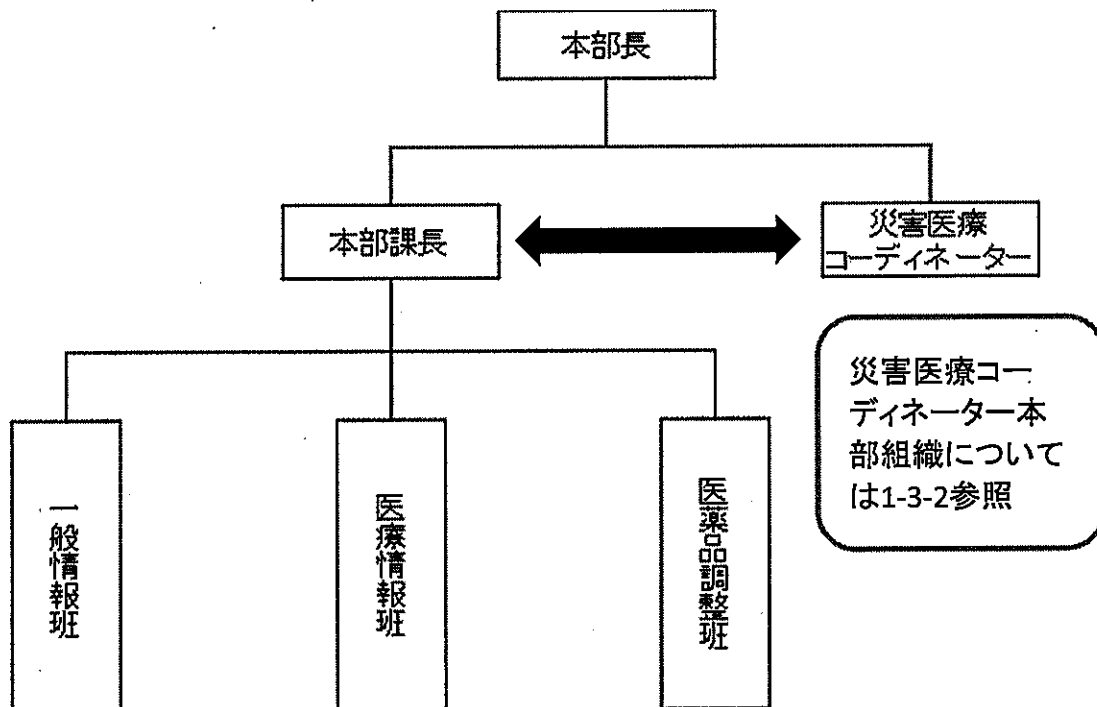 本部長
本部課長
災害医療
コーディネーター
災害医療コー
ディネーター本
部組織について
は1-3-2参照
一般情報班
医療情報班
医薬品調整班